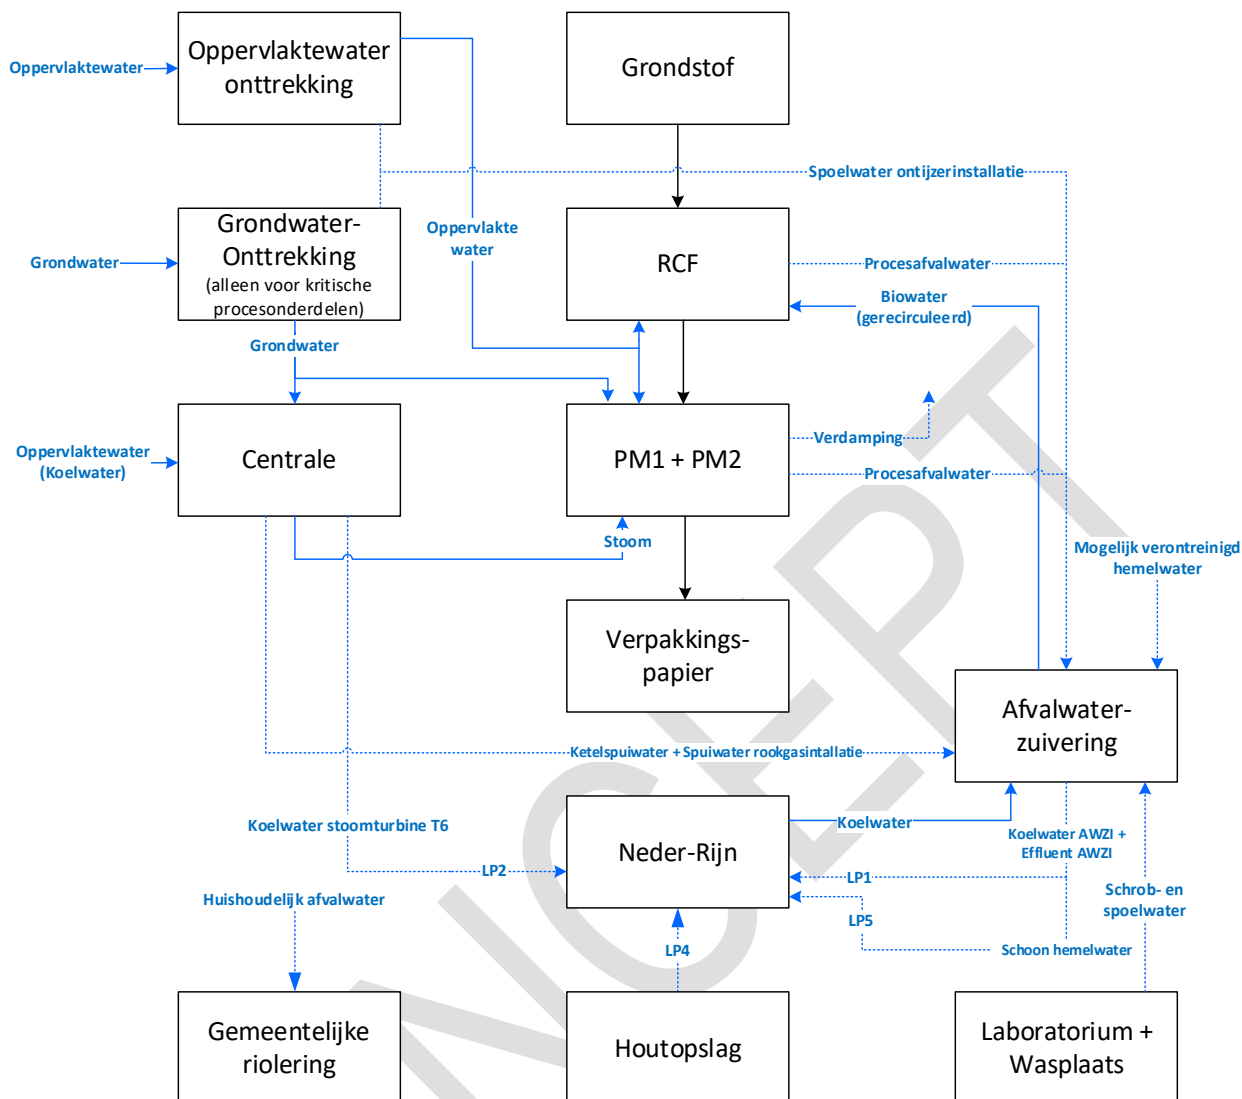 Oppervlaktewater
Oppervlaktewater
onttrekking
Grondstof
Spoelwater ontijzerinstallatie
Grondwater
Grondwater-
Onttrekking
(alleen voor kritische
procesonderdelen)
Oppervlakte
water
RCF
Procesafvalwater
Biowater
(gerecirculeerd)
Grondwater
Oppervlaktewater
(Koelwater)
Centrale
PM1 + PM2
Verdamping
Procesafvalwater
Stoom
Mogelijk verontreinigd
hemelwater
Verpakkings-
papier
Afvalwater-
zuivering
Ketelspuiwater + Spuiwater rookgasintallatie
Koelwater stoomturbine T6
Neder-Rijn
Koelwater
Koelwater AWZI +
Effluent AWZI
LP2
LP1
Huishoudelijk afvalwater
Schrob- en
spoelwater
LP5
LP4
Schoon hemelwater
Gemeentelijke
riolering
Houtopslag
Laboratorium +
Wasplaats
NCEPT